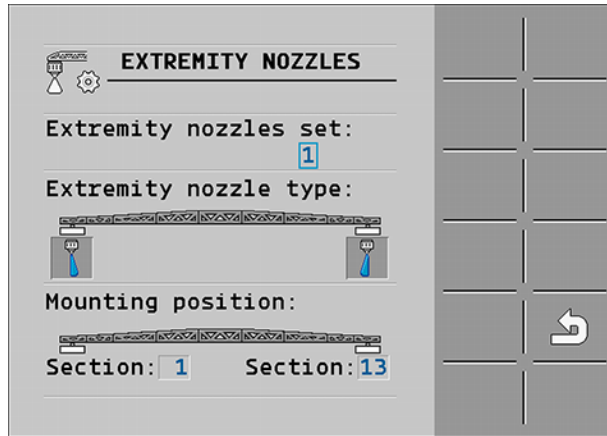 EXTREMITY NOZZLES
Extremity nozzles set:
1
Extremity nozzle type:
Mounting position:
Section: 1 Section: 13